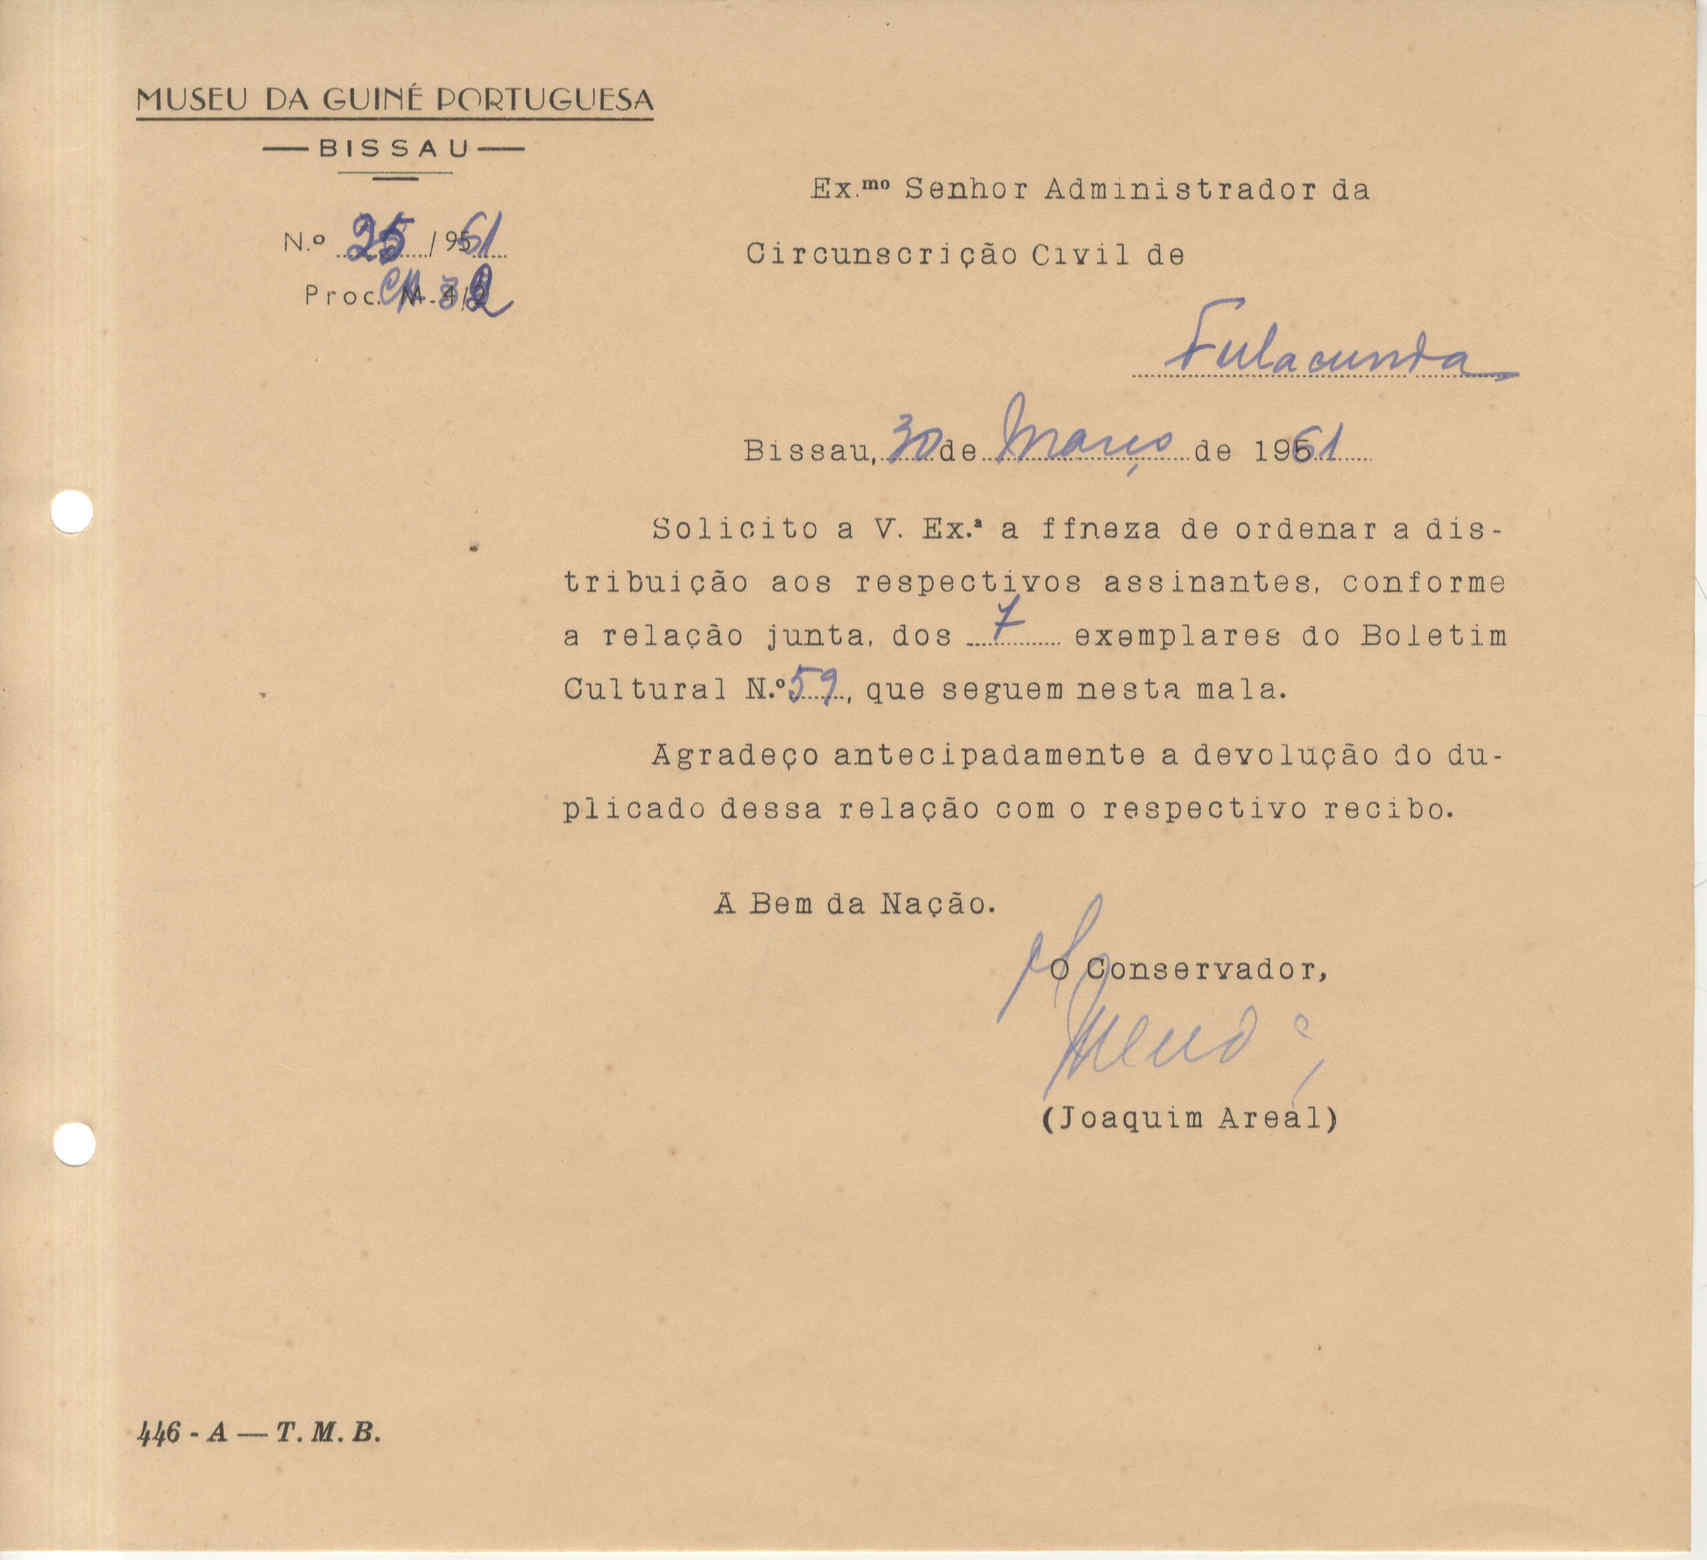 MUSEU DA GUINÉ PORTUGUESA
— BISSAU —
N.º 25 / 961
Proc.
Ex.mo Senhor Administrador da
Circunscrição Civil de
Fulacunda
Bissau, 30 de Março de 1961
Solicito a V. Ex.ª a ffneza de ordenar a dis-
tribuição aos respectivos assinantes, conforme
a relação junta, dos 7 exemplares do Boletim
Cultural N.º 59, que seguem nesta mala.
Agradeço antecipadamente a devolução do du-
plicado dessa relação com o respectivo recibo.
A Bem da Nação.
O Conservador,
(Joaquim Areal)
446 - A — T. M. B.